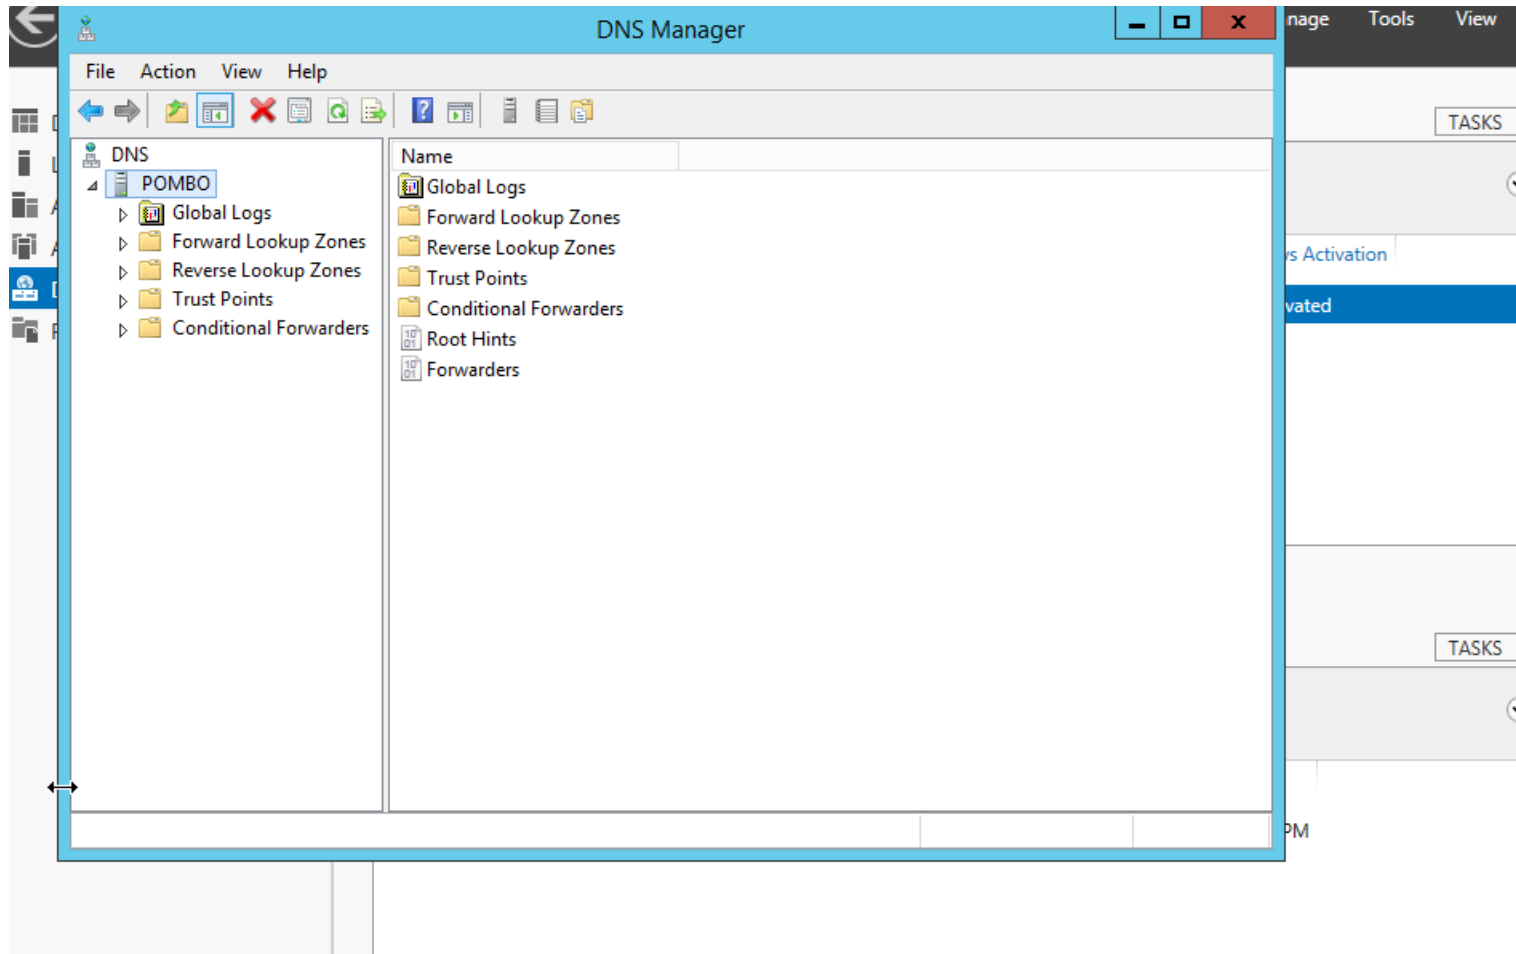 DNS Manager
nage Tools View
File Action View Help
TASKS
DNS
POMBO
Global Logs
Forward Lookup Zones
Reverse Lookup Zones
Trust Points
Conditional Forwarders
Name
Global Logs
Forward Lookup Zones
Reverse Lookup Zones
Trust Points
Conditional Forwarders
Root Hints
Forwarders
s Activation
vated
TASKS
PM